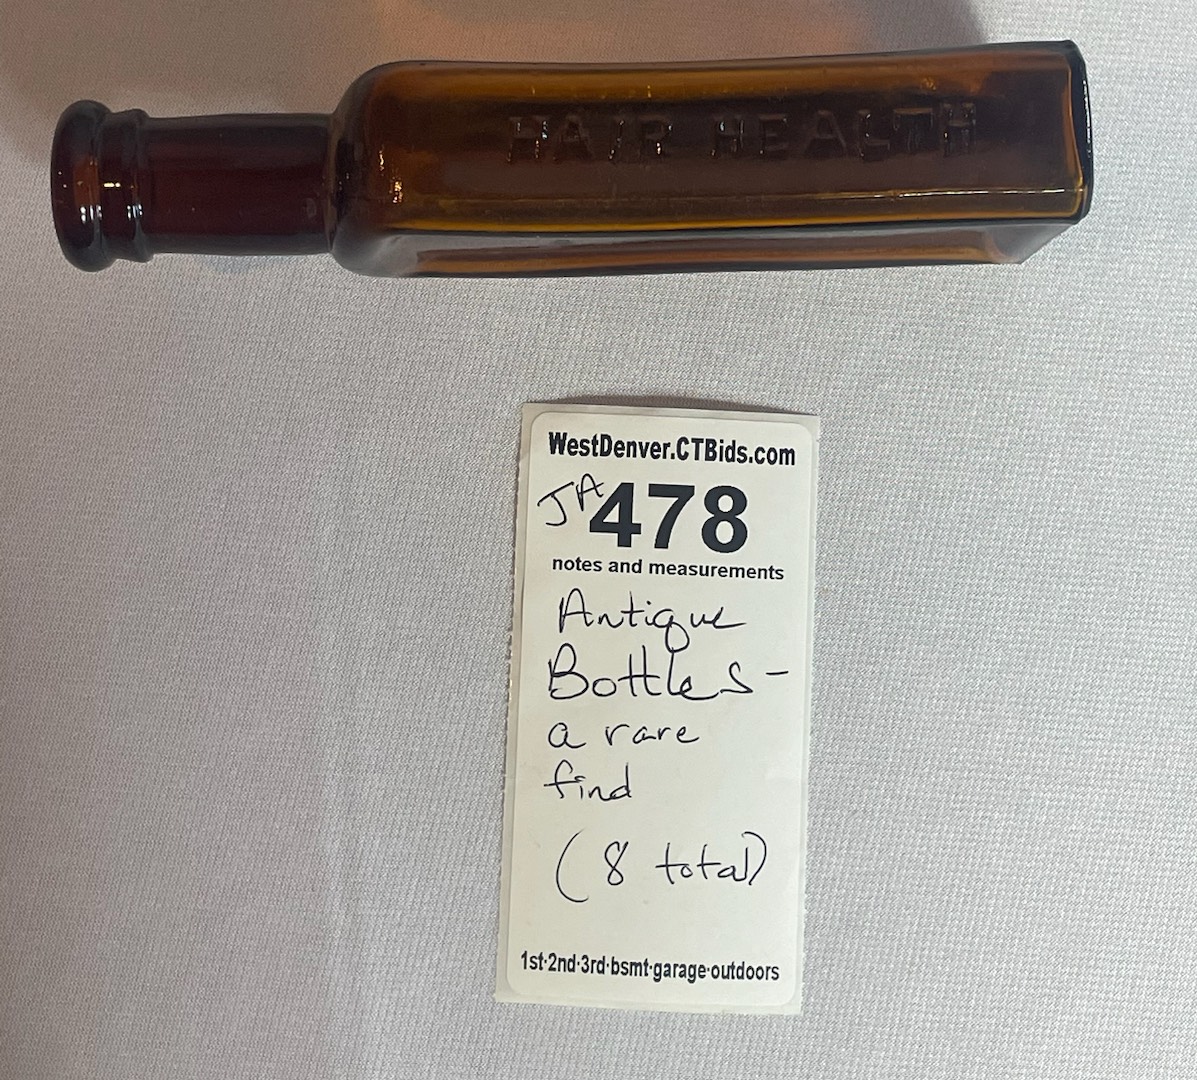 HAIR HEALTH
WestDenver.CTBids.com
JA 478
notes and measurements
Antique
Bottles-
a rare
find
(8 total)
1st·2nd·3rd·bsmt·garage·outdoors